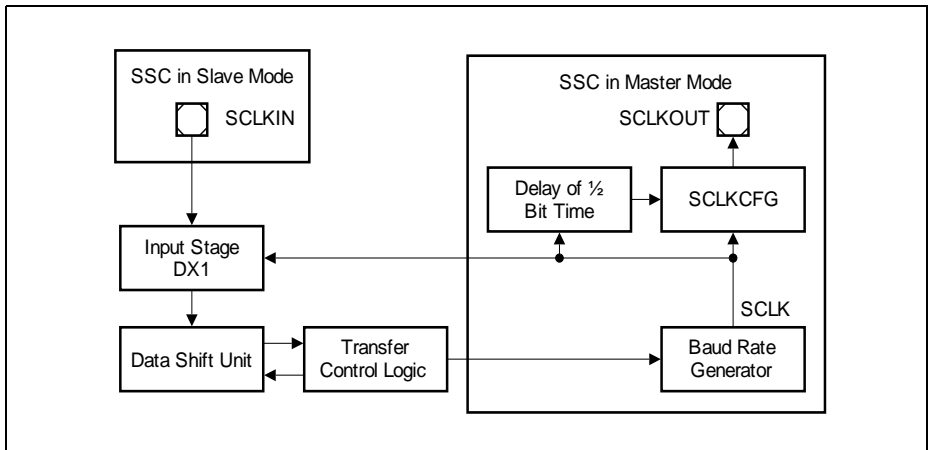 SSC in Slave Mode
SCLKIN
SSC in Master Mode
SCLKOUT
Delay of ½
Bit Time
SCLKCFG
Input Stage
DX1
SCLK
Data Shift Unit
Transfer
Control Logic
Baud Rate
Generator